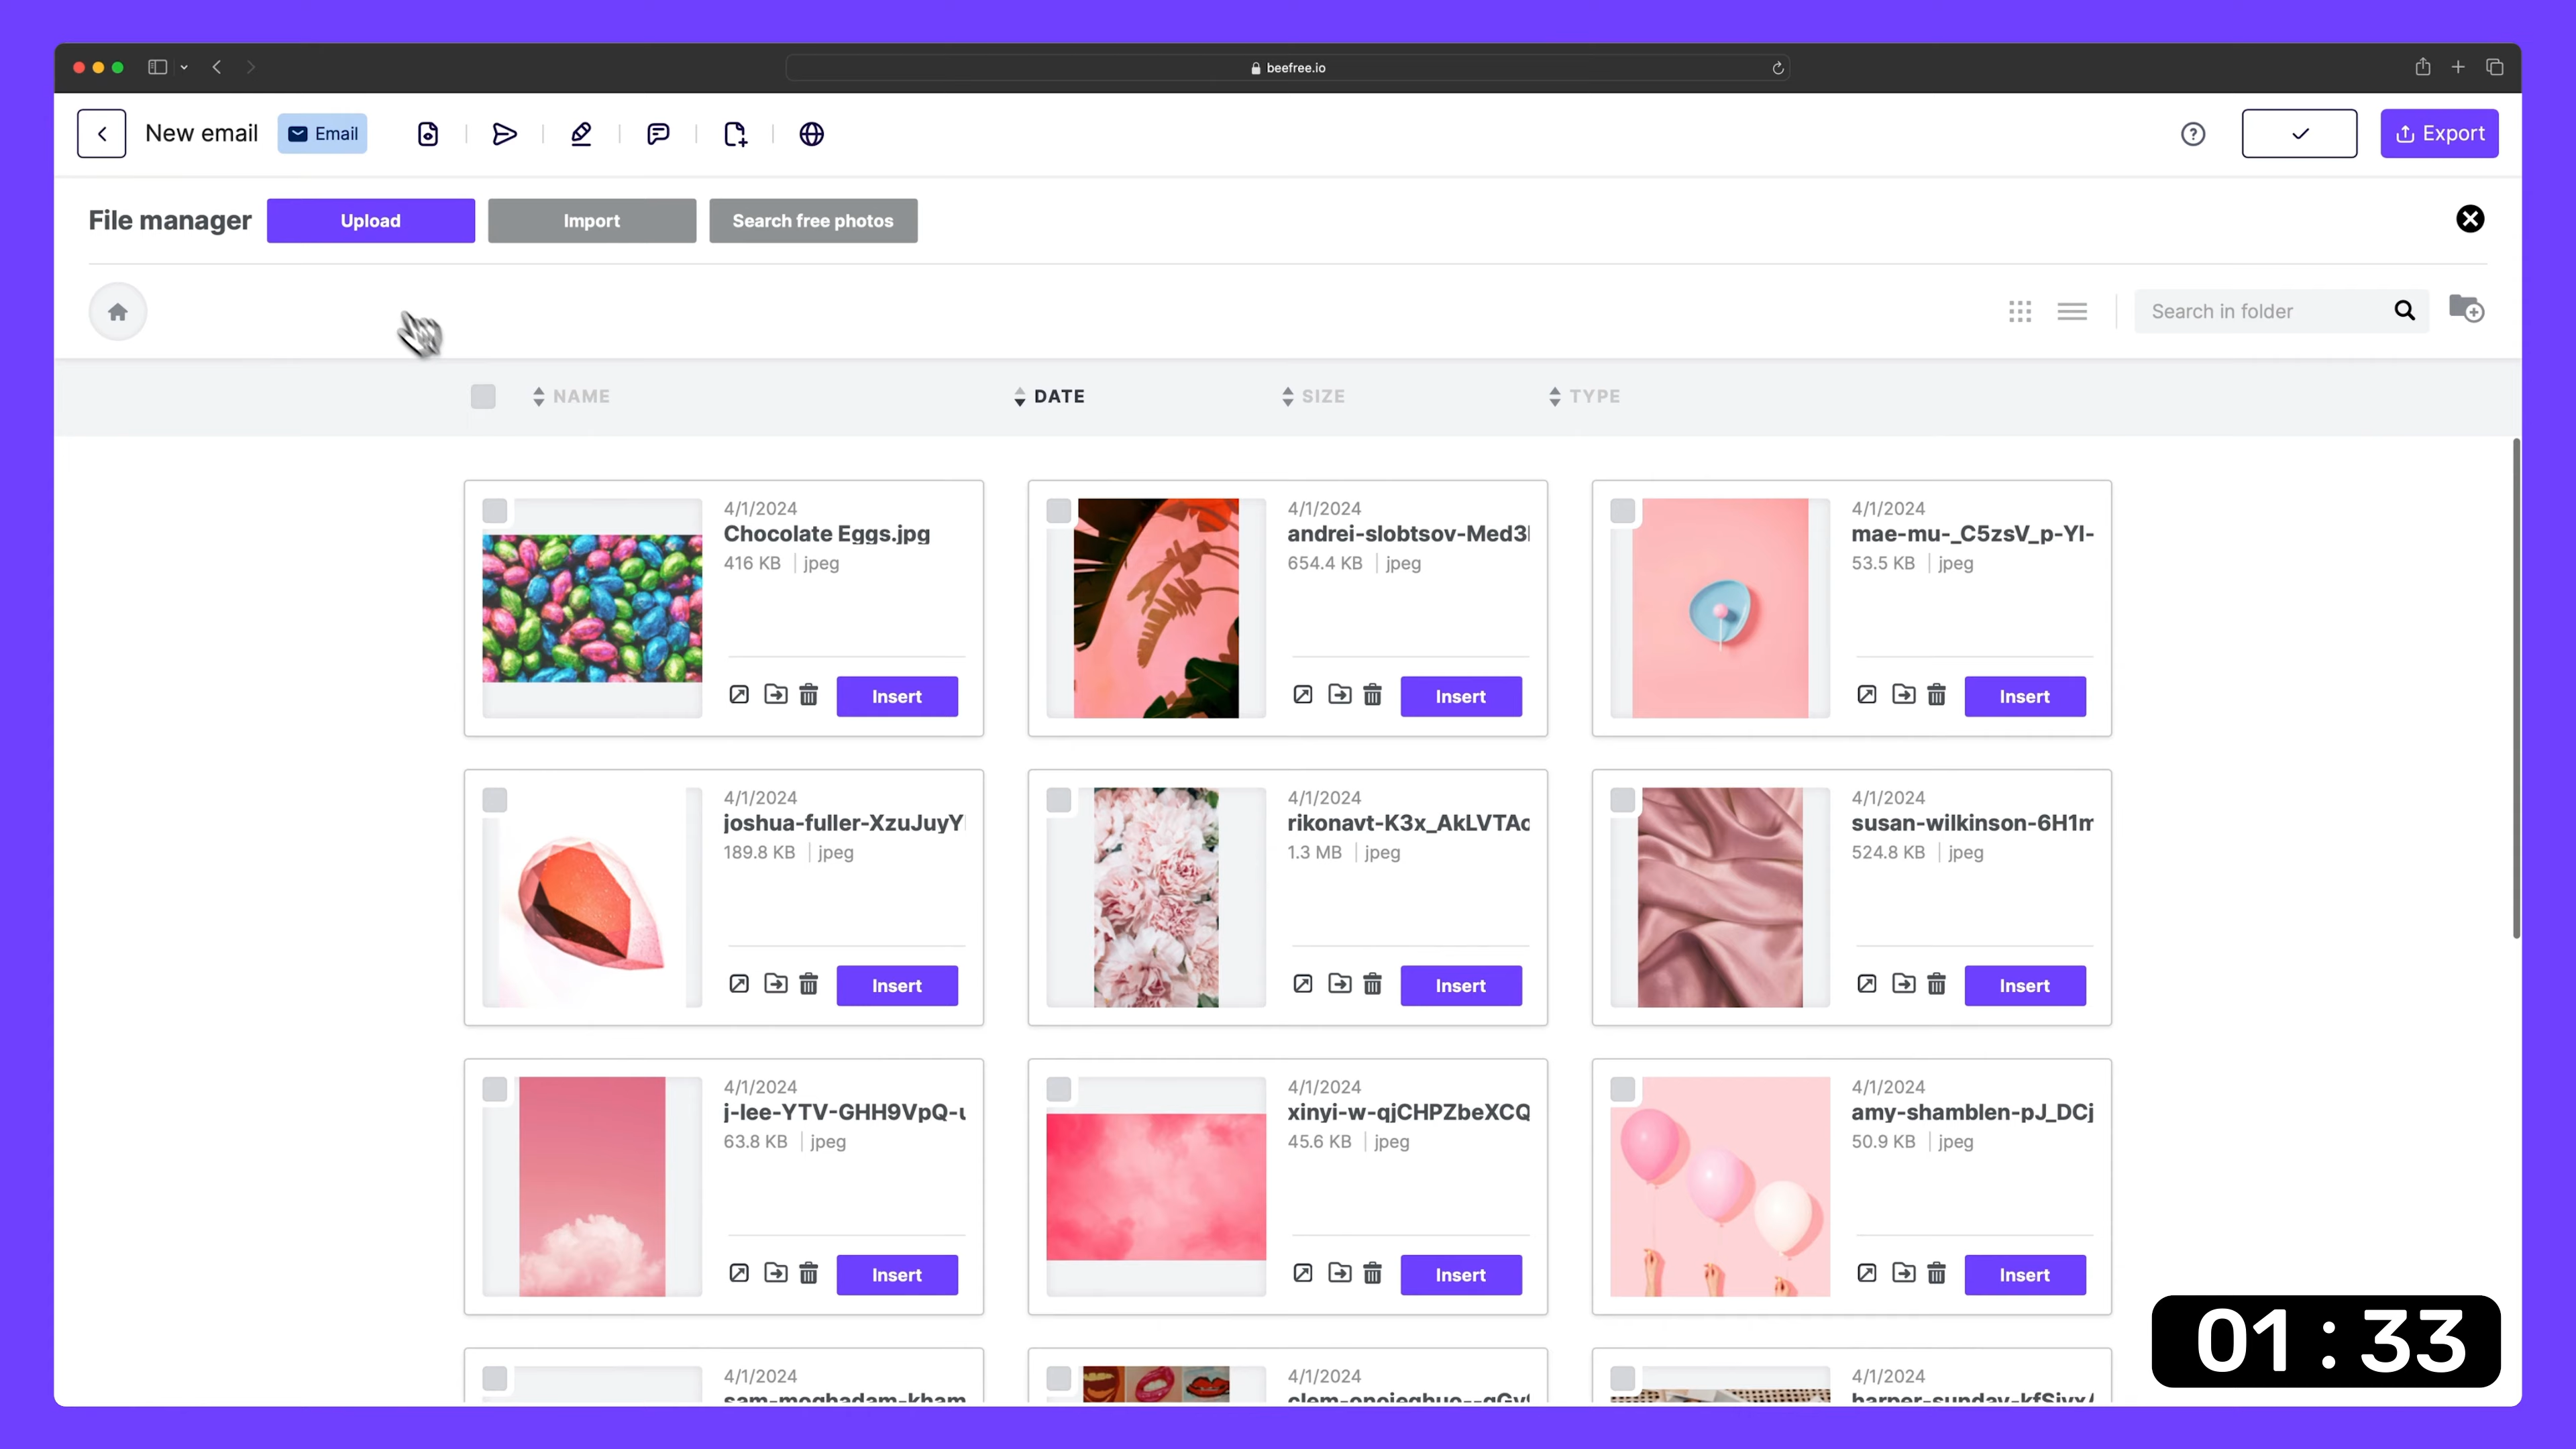 beefree.io
New email
Email
Export
File manager
Upload
Import
Search free photos
Search in folder
NAME
DATE
SIZE
TYPE
4/1/2024
Chocolate Eggs.jpg
416 KB | jpeg
Insert
4/1/2024
andrei-slobtsov-Med3
654.4 KB | jpeg
Insert
4/1/2024
mae-mu-_C5zsV_p-YI-
53.5 KB | jpeg
Insert
4/1/2024
joshua-fuller-XzuJuyY
189.8 KB | jpeg
Insert
4/1/2024
rikonavt-K3x_AkLVTAc
1.3 MB | jpeg
Insert
4/1/2024
susan-wilkinson-6H1m
524.8 KB | jpeg
Insert
4/1/2024
j-lee-YTV-GHH9VpQ-u
63.8 KB | jpeg
Insert
4/1/2024
xinyi-w-qjCHPZbeXCQ
45.6 KB | jpeg
Insert
4/1/2024
amy-shamblen-pJ_DCj
50.9 KB | jpeg
Insert
4/1/2024
sam-moghadam-kham
4/1/2024
4/1/2024
01 : 33